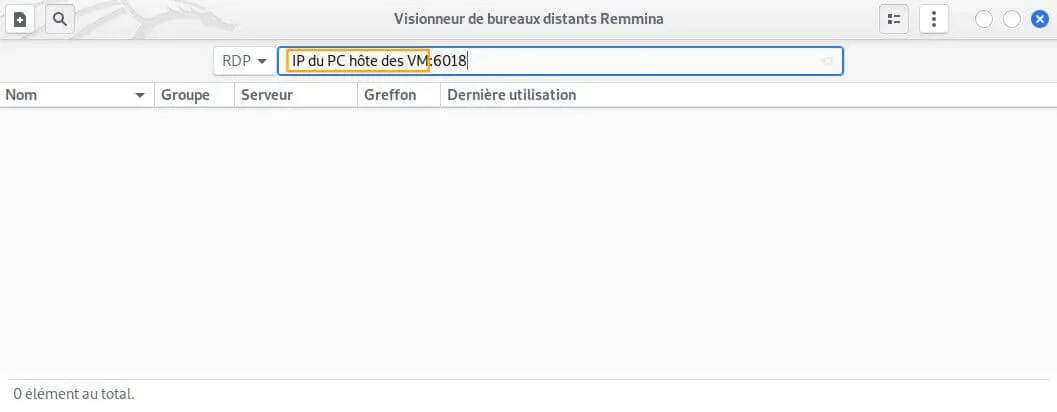 Visionneur de bureaux distants Remmina
RDP
IP du PC hôte des VM:6018
Nom Groupe Serveur Greffon Dernière utilisation
0 élément au total.